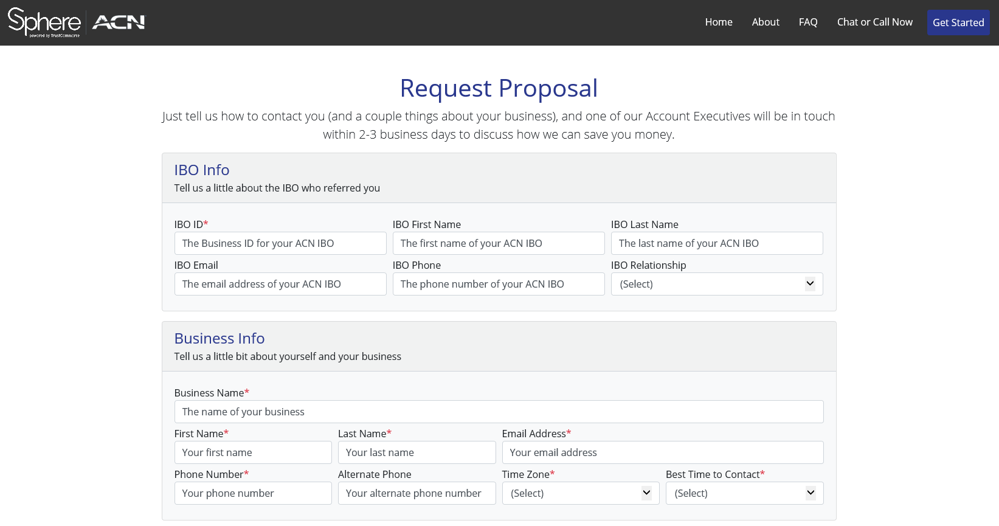 Sphere
powered by TrustCommerce
ACN
Home About FAQ Chat or Call Now Get Started
Request Proposal
Just tell us how to contact you (and a couple things about your business), and one of our Account Executives will be in touch
within 2-3 business days to discuss how we can save you money.
IBO Info
Tell us a little about the IBO who referred you
IBO ID* IBO First Name IBO Last Name
The Business ID for your ACN IBO The first name of your ACN IBO The last name of your ACN IBO
IBO Email IBO Phone IBO Relationship
The email address of your ACN IBO The phone number of your ACN IBO (Select)
Business Info
Tell us a little bit about yourself and your business
Business Name*
The name of your business
First Name* Last Name* Email Address*
Your first name Your last name Your email address
Phone Number* Alternate Phone Time Zone* Best Time to Contact*
Your phone number Your alternate phone number (Select) (Select)